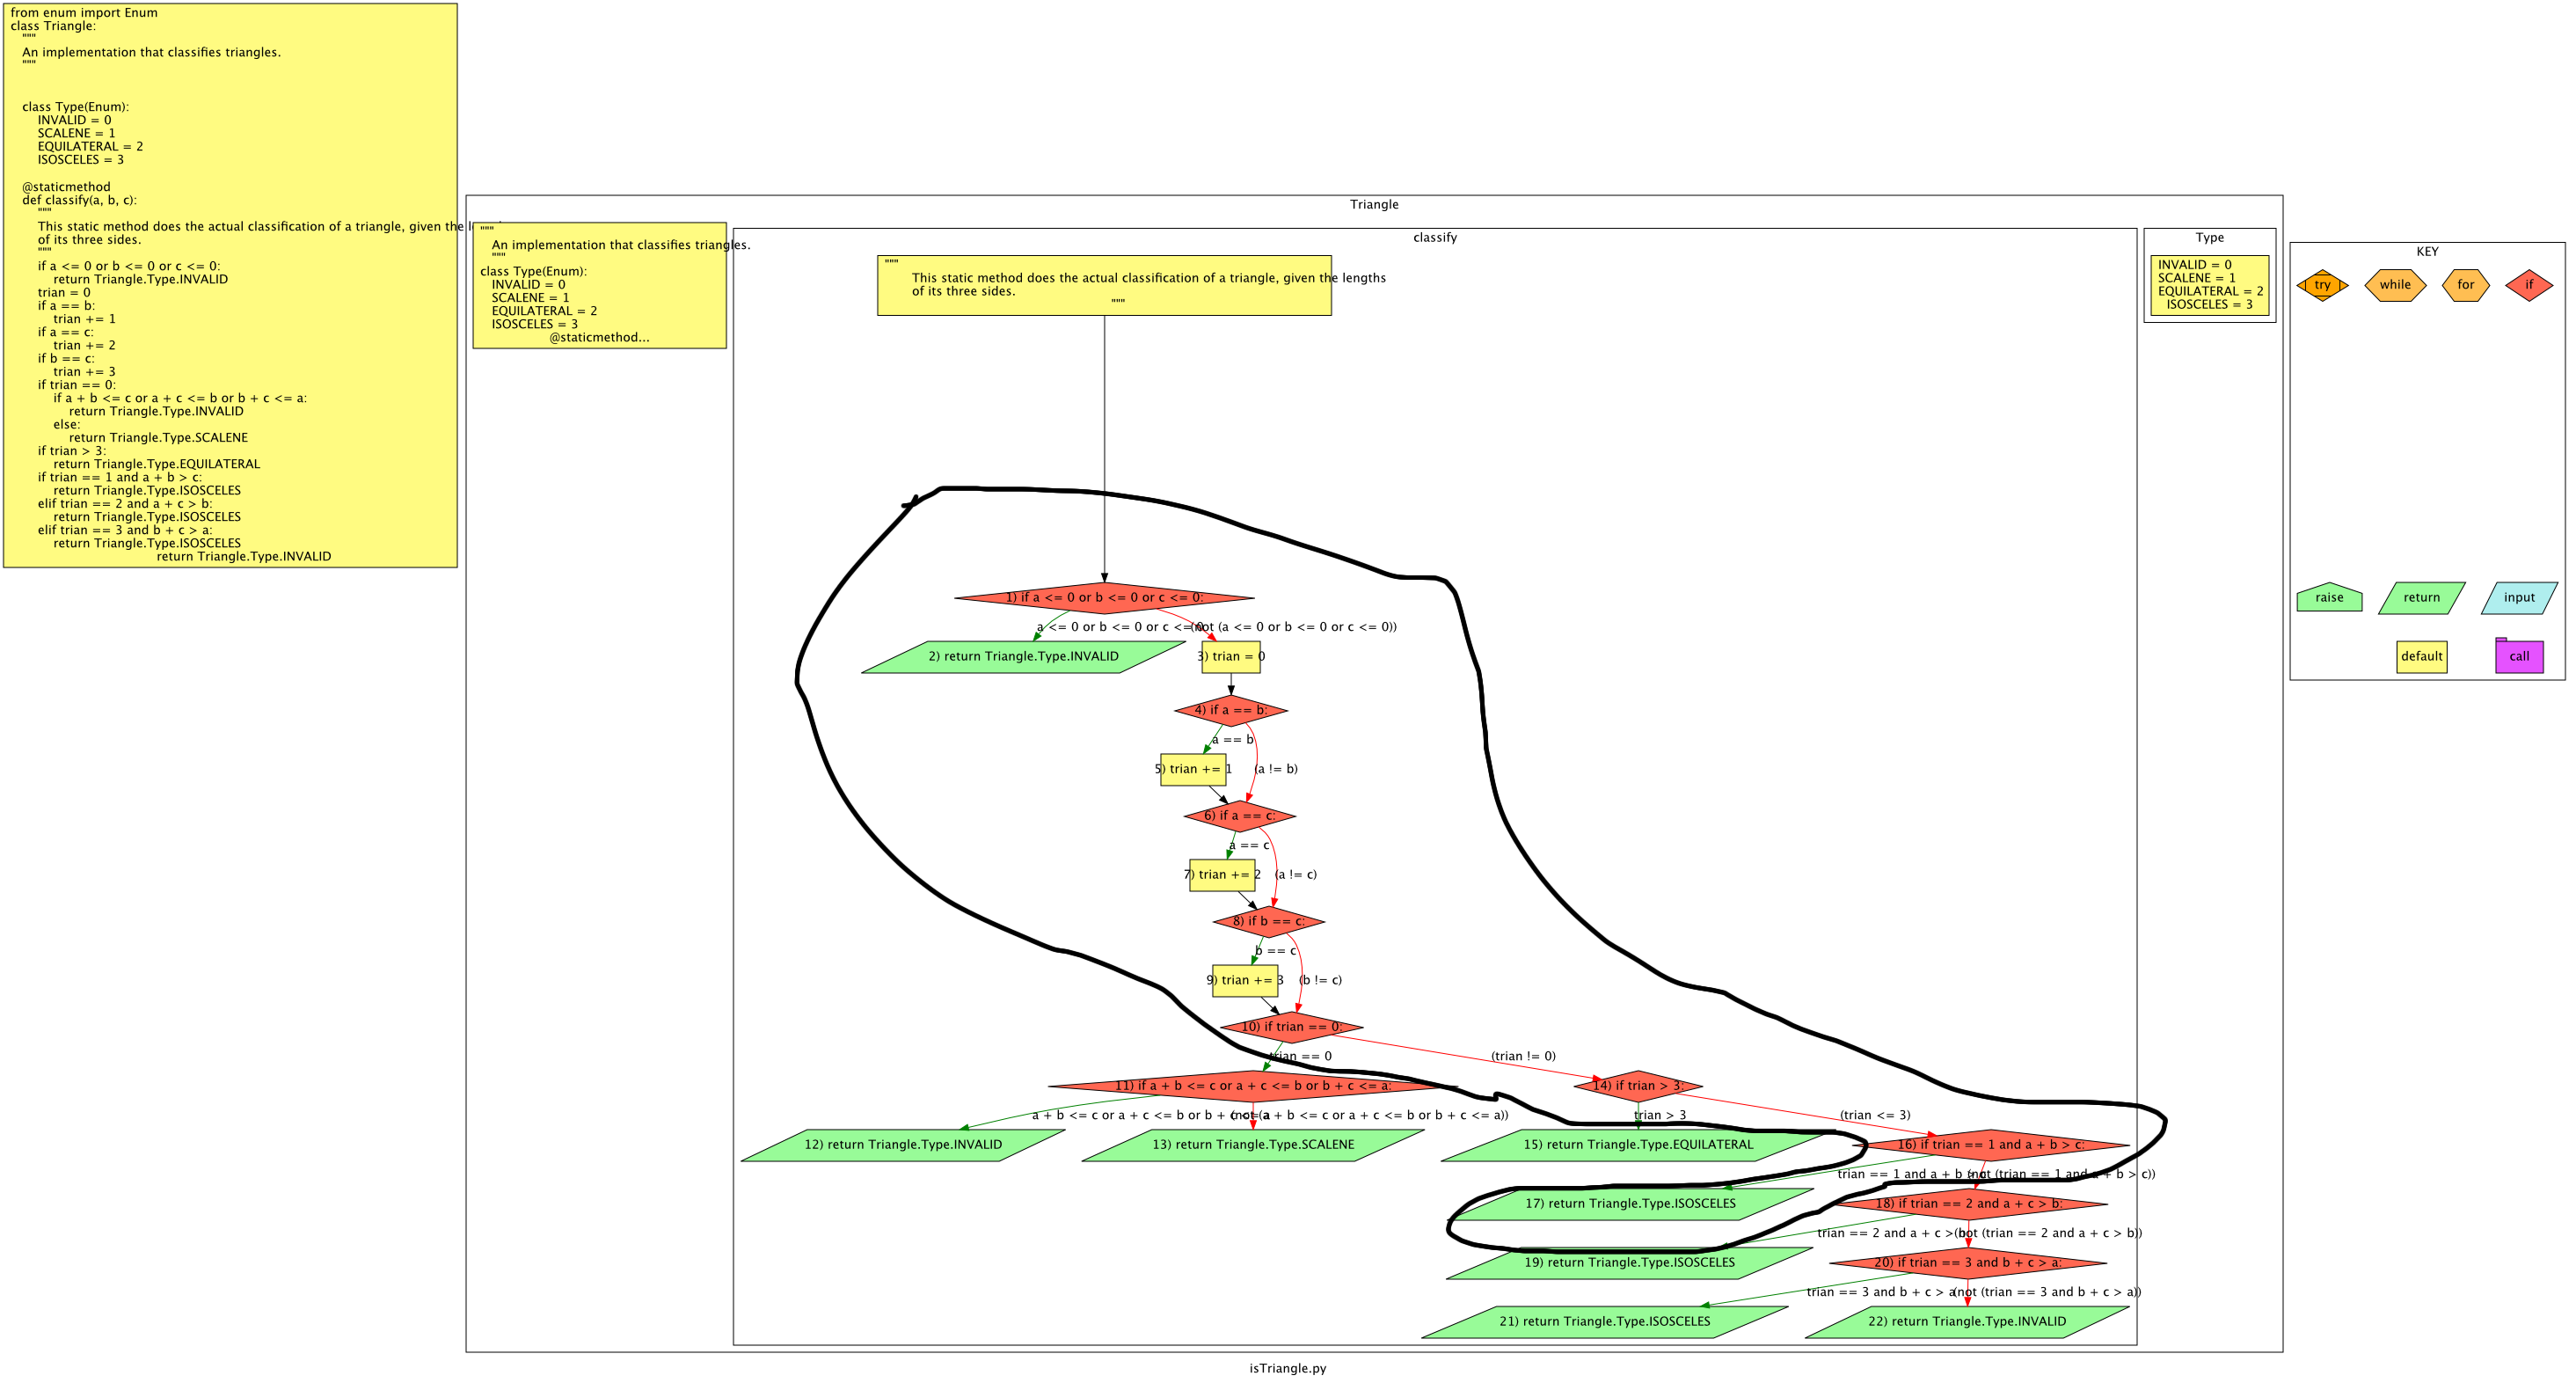 from enum import Enum
class Triangle:
"""
An implementation that classifies triangles.
"""
class Type(Enum):
INVALID = 0
SCALENE = 1
EQUILATERAL = 2
ISOSCELES = 3
@staticmethod
def classify(a, b, c):
"""
This static method does the actual classification of a triangle, given the
of its three sides.
"""
if a <= 0 or b <= 0 or c <= 0:
return Triangle.Type.INVALID
trian = 0
if a == b:
trian += 1
if a == c:
trian += 2
if b == c:
trian += 3
if trian == 0:
if a + b <= c or a + c <= b or b + c <= a:
return Triangle.Type.INVALID
else:
return Triangle.Type.SCALENE
if trian > 3:
return Triangle.Type.EQUILATERAL
if trian == 1 and a + b > c:
return Triangle.Type.ISOSCELES
elif trian == 2 and a + c > b:
return Triangle.Type.ISOSCELES
elif trian == 3 and b + c > a:
return Triangle.Type.ISOSCELES
return Triangle.Type.INVALID
Triangle
"""
An implementation that classifies triangles.
"""
class Type(Enum):
INVALID = 0
SCALENE = 1
EQUILATERAL = 2
ISOSCELES = 3
@staticmethod...
classify
"""
This static method does the actual classification of a triangle, given the lengths
of its three sides.
"""
1) if a <= 0 or b <= 0 or c <= 0:
a <= 0 or b <= 0 or c <= 0
(not (a <= 0 or b <= 0 or c <= 0))
2) return Triangle.Type.INVALID
3) trian = 0
4) if a == b:
a == b
5) trian += 1
(a != b)
6) if a == c:
a == c
7) trian += 2
(a != c)
8) if b == c:
b == c
9) trian += 3
(b != c)
10) if trian == 0:
trian == 0
(trian != 0)
11) if a + b <= c or a + c <= b or b + c <= a:
14) if trian > 3:
a + b <= c or a + c <= b or b + c <= a
(not (a + b <= c or a + c <= b or b + c <= a))
trian > 3
(trian <= 3)
12) return Triangle.Type.INVALID
13) return Triangle.Type.SCALENE
15) return Triangle.Type.EQUILATERAL
16) if trian == 1 and a + b > c:
trian == 1 and a + b > c
(not (trian == 1 and a + b > c))
17) return Triangle.Type.ISOSCELES
18) if trian == 2 and a + c > b:
trian == 2 and a + c > b
(not (trian == 2 and a + c > b))
19) return Triangle.Type.ISOSCELES
20) if trian == 3 and b + c > a:
trian == 3 and b + c > a
(not (trian == 3 and b + c > a))
21) return Triangle.Type.ISOSCELES
22) return Triangle.Type.INVALID
Type
INVALID = 0
SCALENE = 1
EQUILATERAL = 2
ISOSCELES = 3
KEY
try
while
for
if
raise
return
input
default
call
isTriangle.py